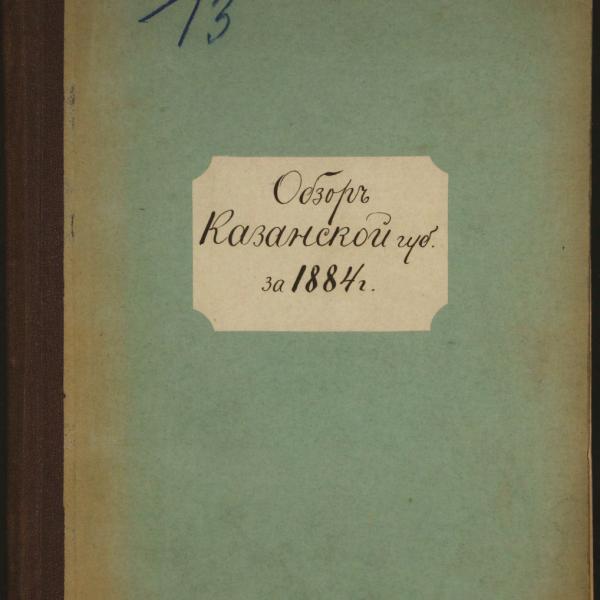 13
Обзоръ
Казанской губ.
за 1884 г.